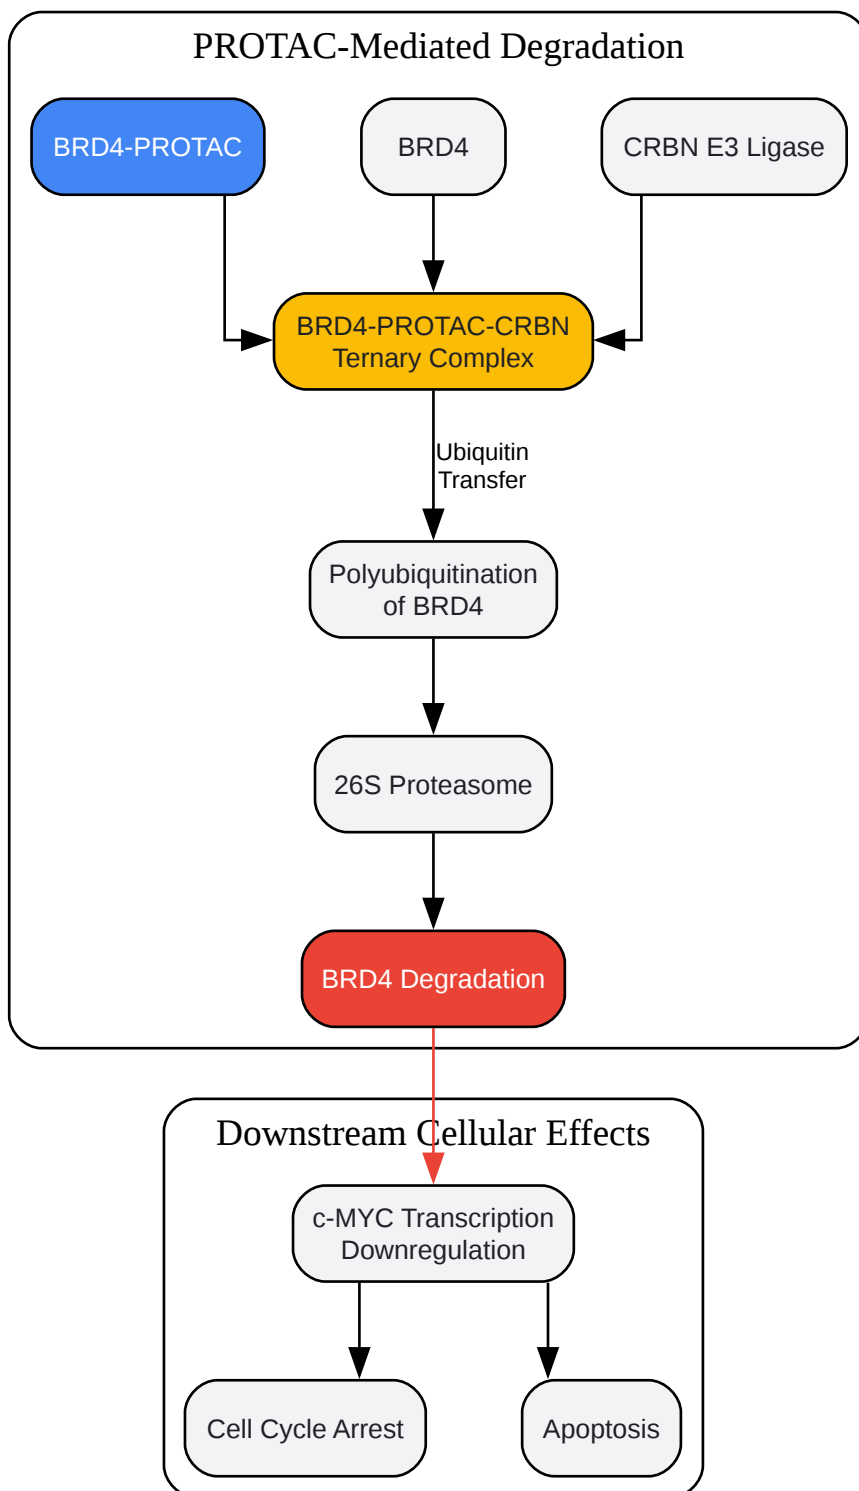 PROTAC-Mediated Degradation
BRD4-PROTAC
BRD4
CRBN E3 Ligase
BRD4-PROTAC-CRBN
Ternary Complex
Ubiquitin
Transfer
Polyubiquitination
of BRD4
26S Proteasome
BRD4 Degradation
Downstream Cellular Effects
c-MYC Transcription
Downregulation
Cell Cycle Arrest
Apoptosis